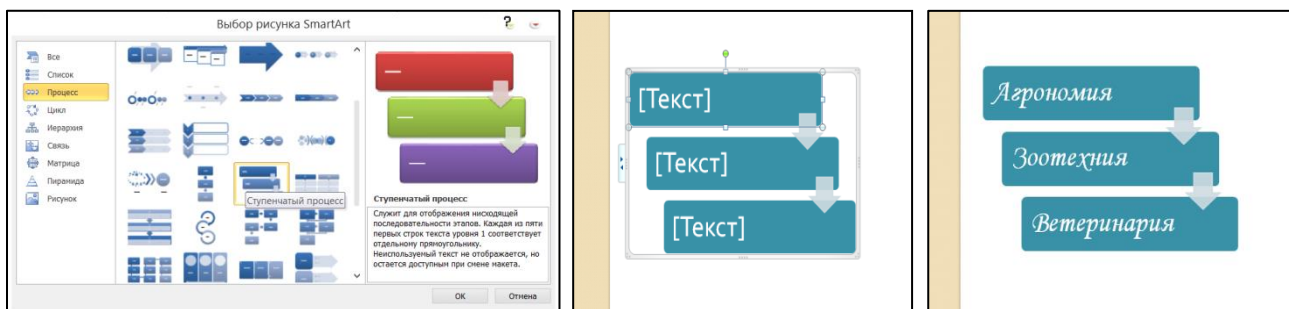 Выбор рисунка SmartArt
?
Все
Список
Процесс
Цикл
Иерархия
Связь
Матрица
Пирамида
Рисунок
Ступенчатый процесс
Ступенчатый процесс
Служит для отображения нисходящей
последовательности этапов. Каждая из пяти
первых строк текста уровня 1 соответствует
отдельному прямоугольнику.
Неиспользуемый текст не отображается, но
остается доступным при смене макета.
ОК
Отмена
[Текст]
[Текст]
[Текст]
Агрономия
Зоотехния
Ветеринария